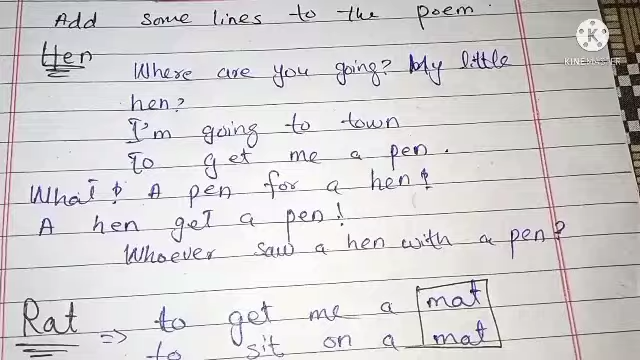 Add some lines to the poem
Hen
Where are you going? My little
hen?
I'm going to town
To get me a pen.
What! A pen for a hen!
A hen get a pen!
Whoever saw a hen with a pen?
Rat => to get me a mat
to sit on a mat
K
KINEMASTER